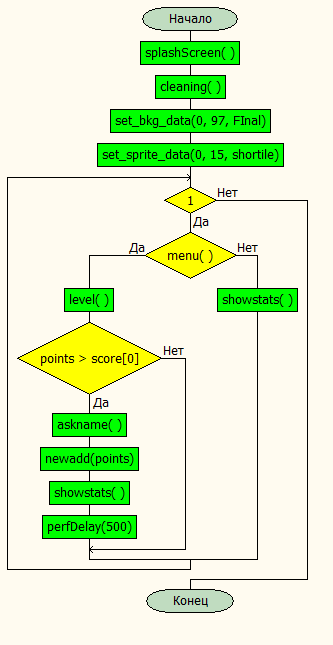 Начало
splashScreen( )
cleaning( )
set_bkg_data(0, 97, FInal)
set_sprite_data(0, 15, shortile)
1
Нет
Да
menu( )
Да
Нет
level( )
showstats( )
points > score[0]
Нет
Да
askname( )
newadd(points)
showstats( )
perfDelay(500)
Конец